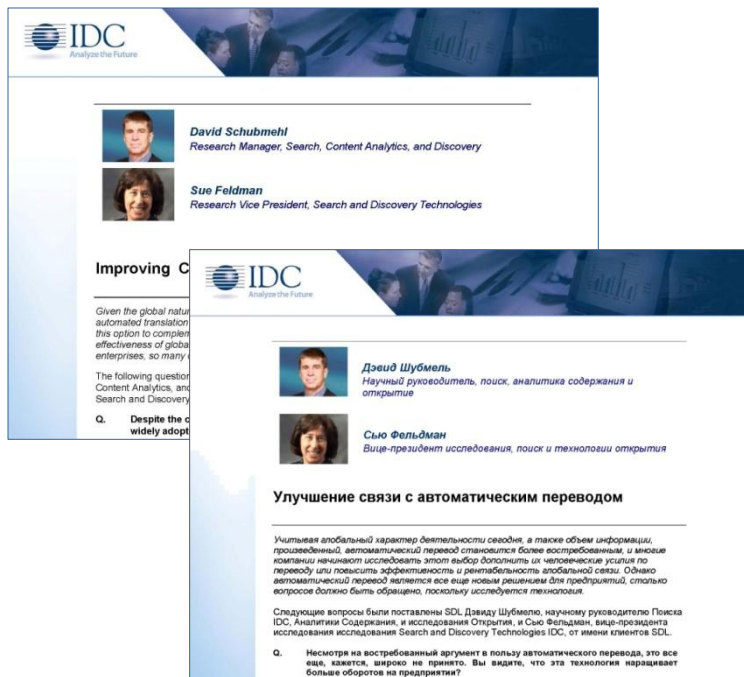 IDC
Analyze the Future
David Schubmehl
Research Manager, Search, Content Analytics, and Discovery
Sue Feldman
Research Vice President, Search and Discovery Technologies
Improving C
Given the global natur
automated translation
this option to complem
effectiveness of globa
enterprises, so many
The following question
Content Analytics, and
Search and Discovery
Q. Despite the c
widely adopt
IDC
Analyze the Future
Дэвид Шубмель
Научный руководитель, поиск, аналитика содержания и
открытие
Сью Фельдман
Вице-президент исследования, поиск и технологии открытия
Улучшение связи с автоматическим переводом
Учитывая глобальный характер деятельности сегодня, а также объем информации,
произведенный, автоматический перевод становится более востребованным, и многие
компании начинают исследовать этот выбор дополнить их человеческие усилия по
переводу или повысить эффективность и рентабельность глобальной связи. Однако
автоматический перевод является все еще новым решением для предприятий, столько
вопросов должно быть обращено, поскольку исследуется технология.
Следующие вопросы были поставлены SDL Дэвиду Шубмелю, научному руководителю Поиска
IDC, Аналитики Содержания, и исследования Открытия, и Сью Фельдман, вице-президента
исследования исследования Search and Discovery Technologies IDC, от имени клиентов SDL.
Q. Несмотря на востребованный аргумент в пользу автоматического перевода, это все
еще, кажется, широко не принято. Вы видите, что эта технология наращивает
больше оборотов на предприятии?